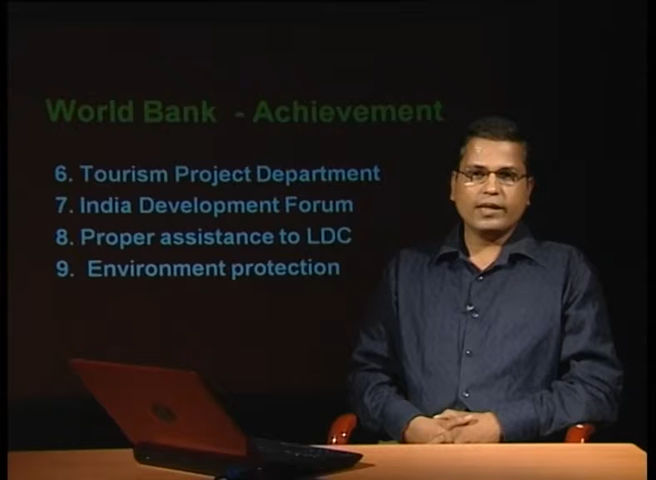 World Bank - Achievement
6. Tourism Project Department
7. India Development Forum
8. Proper assistance to LDC
9. Environment protection